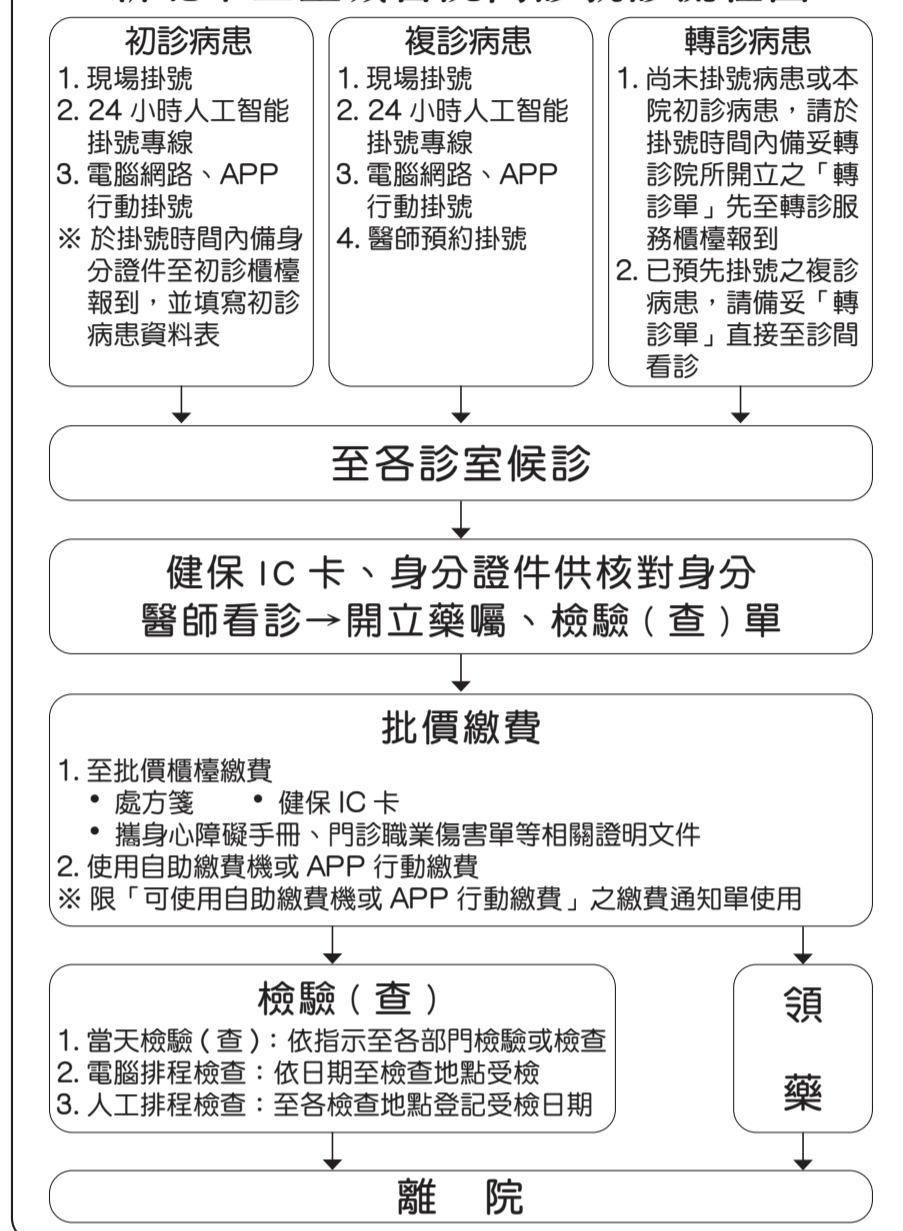 初診病患
1. 現場掛號
2. 24 小時人工智能
掛號專線
3. 電腦網路、APP
行動掛號
※ 於掛號時間內備身
分證件至初診櫃檯
報到，並填寫初診
病患資料表
複診病患
1. 現場掛號
2. 24 小時人工智能
掛號專線
3. 電腦網路、APP
行動掛號
4. 醫師預約掛號
轉診病患
1. 尚未掛號病患或本
院初診病患，請於
掛號時間內備妥轉
診院所開立之「轉
診單」先至轉診服
務櫃檯報到
2. 已預先掛號之複診
病患，請備妥「轉
診單」直接至診間
看診
至各診室候診
健保 IC 卡、身分證件供核對身分
醫師看診→開立藥囑、檢驗（查）單
批價繳費
1. 至批價櫃檯繳費
• 處方箋 • 健保 IC 卡
• 攜身心障礙手冊、門診職業傷害單等相關證明文件
2. 使用自助繳費機或 APP 行動繳費
※ 限「可使用自助繳費機或 APP 行動繳費」之繳費通知單使用
檢驗（查）
1. 當天檢驗（查）：依指示至各部門檢驗或檢查
2. 電腦排程檢查：依日期至檢查地點受檢
3. 人工排程檢查：至各檢查地點登記受檢日期
領
藥
離 院